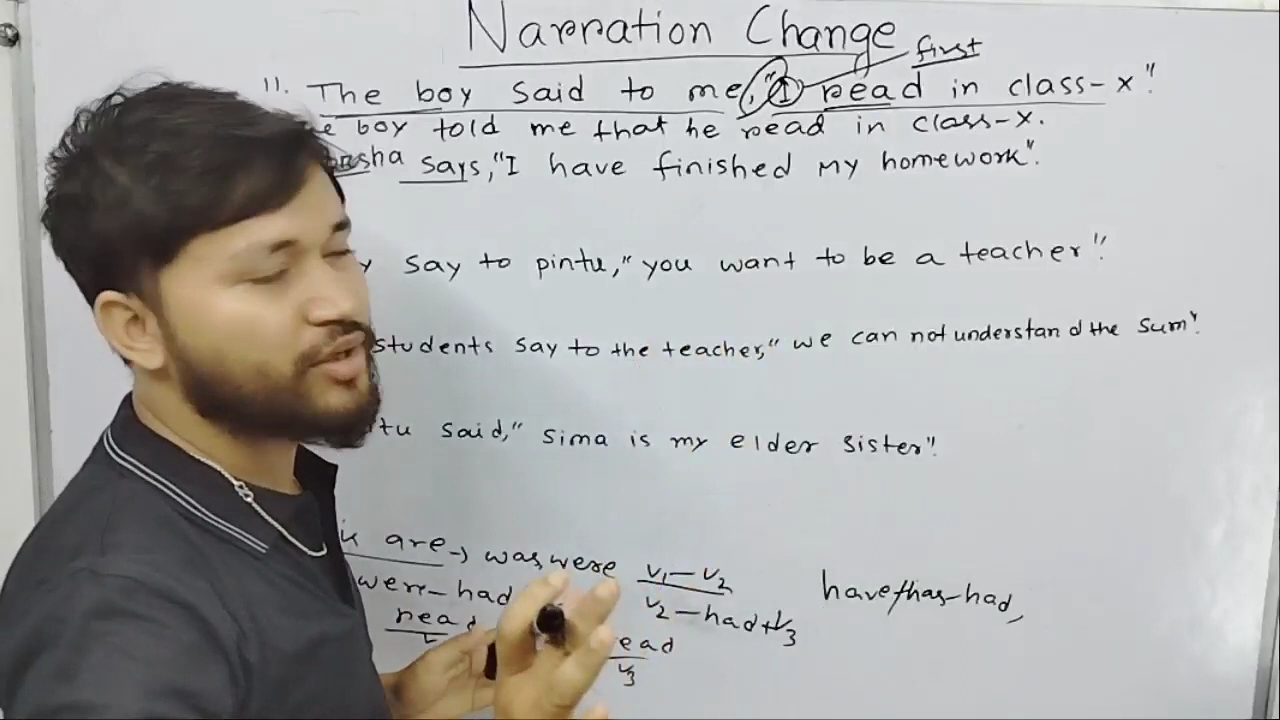 Narration Change
first
11. The boy said to me, "I read in class-x".
boy told me that he read in class-x.
says, "I have finished my homework".
say to pintu, "you want to be a teacher".
students say to the teacher, "we can not understand the sum".
said, "sima is my elder sister".
are → was, were V₁ - V₂ have/has - had,
were - had V₂ - had + V₃
read read
V₃